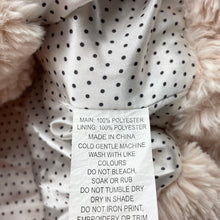 MAIN: 100% POLYESTER
LINING: 100% POLYESTER
MADE IN CHINA
COLD GENTLE MACHINE
WASH WITH LIKE
COLOURS
DO NOT BLEACH,
SOAK OR RUB
DO NOT TUMBLE DRY
DRY IN SHADE
DO NOT IRON PRINT,
EMBROIDERY OR TRIM